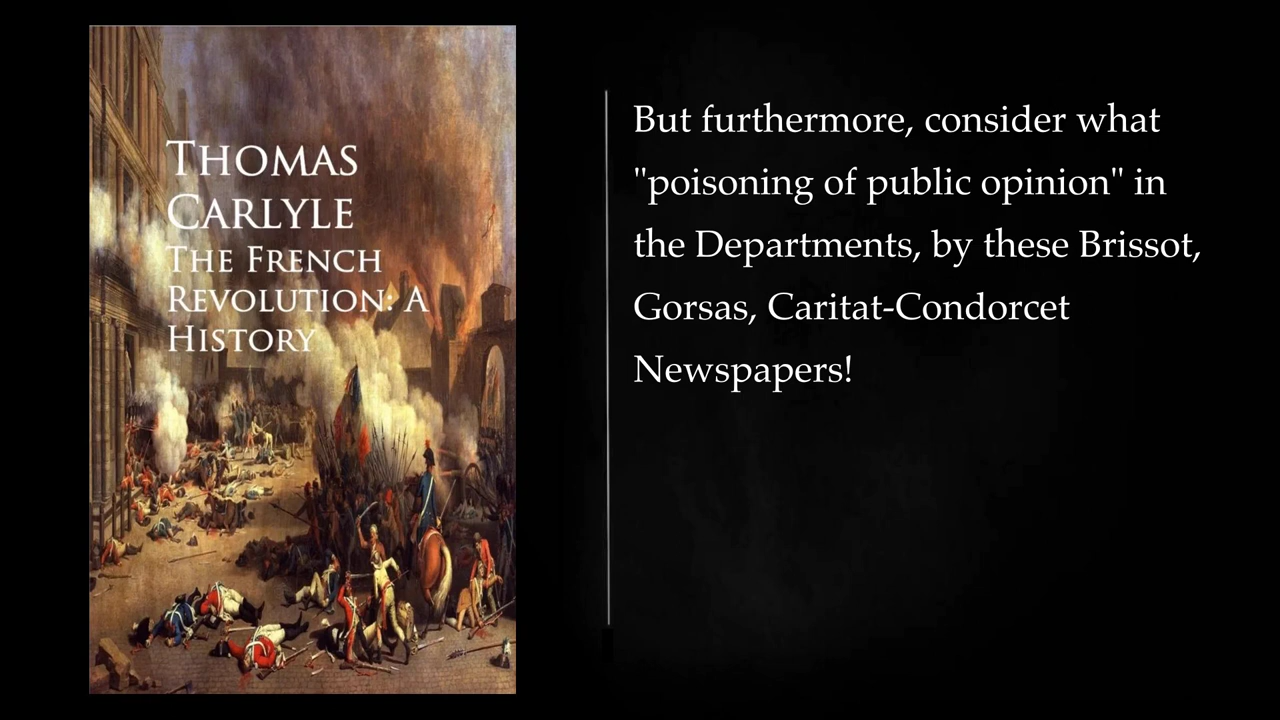 THOMAS
CARLYLE
THE FRENCH
REVOLUTION: A
HISTORY
But furthermore, consider what
"poisoning of public opinion" in
the Departments, by these Brissot,
Gorsas, Caritat-Condorcet
Newspapers!